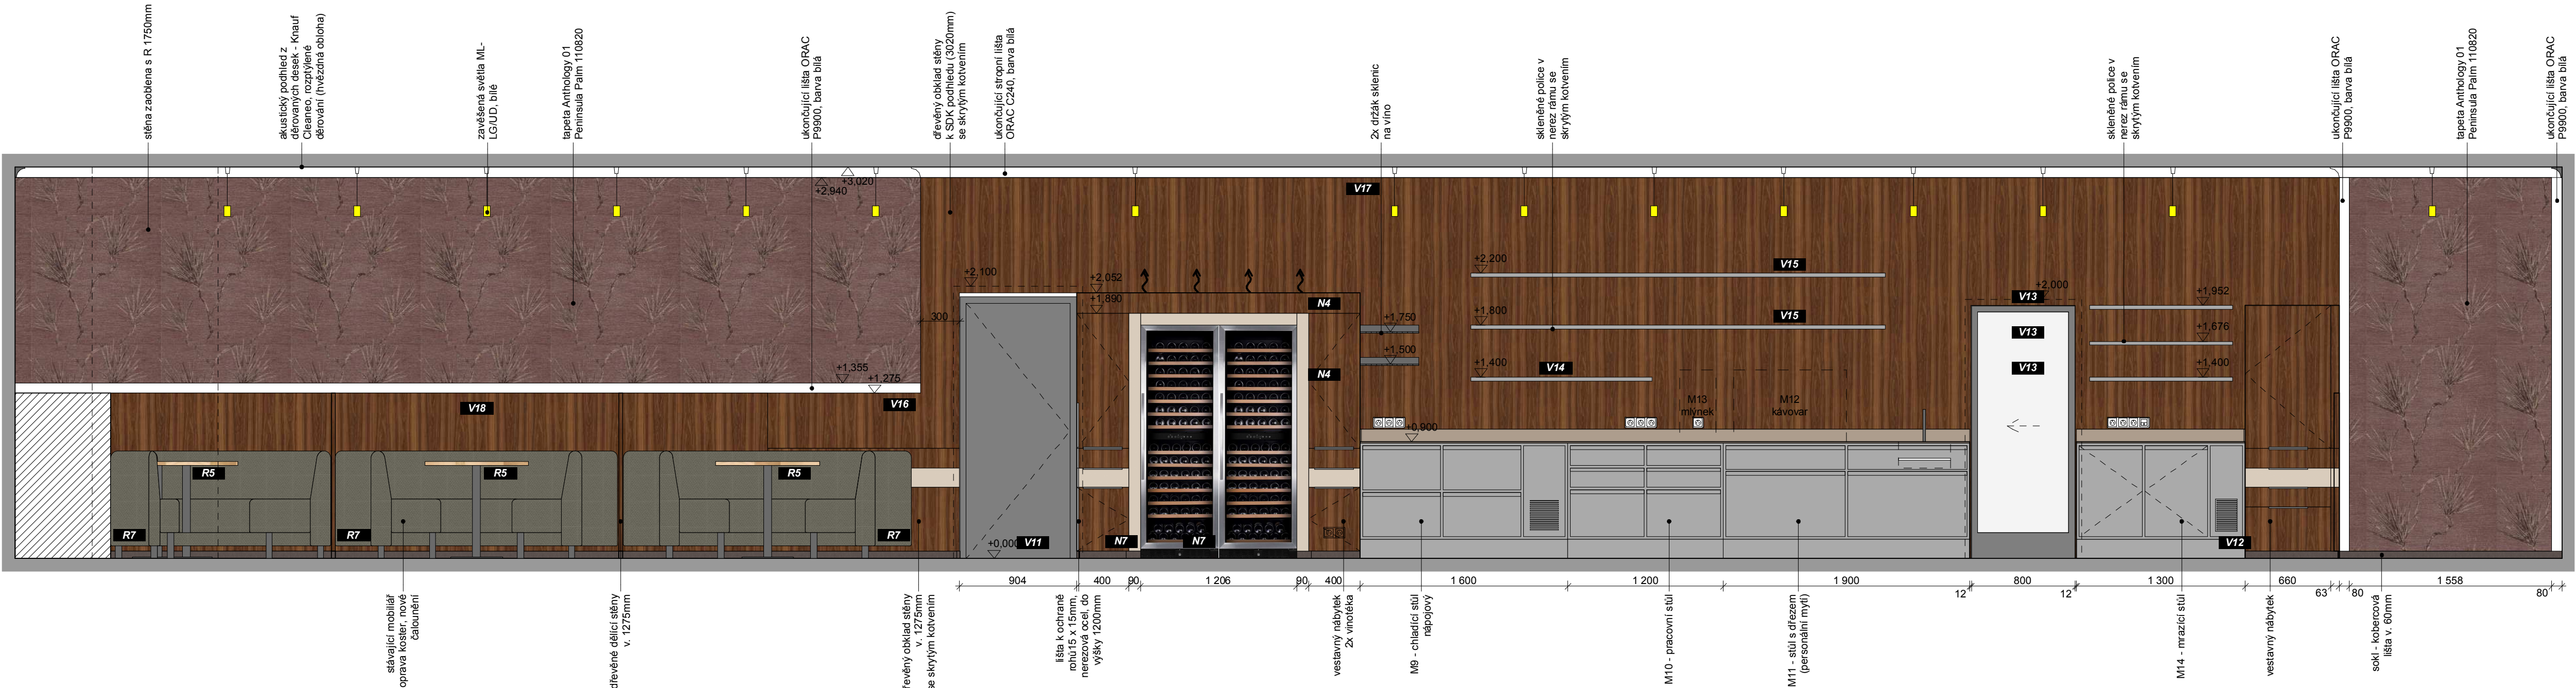 stěna zaoblena s R 1750mm
akustický podhled z
děrovaných desek - Knauf
Cleaneo, rozptýlené
děrování (hvězdná obloha)
zavěšená světla ML-
LG/UD, bílé
tapeta Anthology 01
Peninsula Palm 110820
ukončující lišta ORAC
P9900, barva bílá
dřevěný obklad stěny
k SDK podhledu (3020mm)
se skrytým kotvením
ukončující stropní lišta
ORAC C240, barva bílá
2x držák sklenic
na víno
skleněné police v
nerez rámu se
skrytým kotvením
skleněné police v
nerez rámu se
skrytým kotvením
ukončující lišta ORAC
P9900, barva bílá
tapeta Anthology 01
Peninsula Palm 110820
ukončující lišta ORAC
P9900, barva bílá
+3,020
+2,940
V17
+2,100
+2,052
+1,890
300
N4
N4
+1,750
+1,500
+2,200
V15
+1,800
V15
+1,400
V14
M13
mlýnek
M12
kávovar
+2,000
V13
V13
V13
+1,952
+1,676
+1,400
+1,355
+1,275
V18
V16
+0,900
R5
R5
R5
R7
R7
R7
+0,000
V11
N7
N7
V12
904
400
90
1 206
90
400
1 600
1 200
1 900
12
800
12
1 300
660
63
80
1 558
80
stávající mobiliář
oprava koster, nové
čalounění
dřevěné dělící stěny
v. 1275mm
řevěný obklad stěny
v. 1275mm
se skrytým kotvením
lišta k ochraně
rohů15 x 15mm,
nerezová ocel, do
výšky 1200mm
vestavný nábytek
2x vinotéka
M9 - chladící stůl
nápojový
M10 - pracovní stůl
M11 - stůl s dřezem
(personální mytí)
M14 - mrazící stůl
vestavný nábytek
sokl - kobercová
lišta v. 60mm